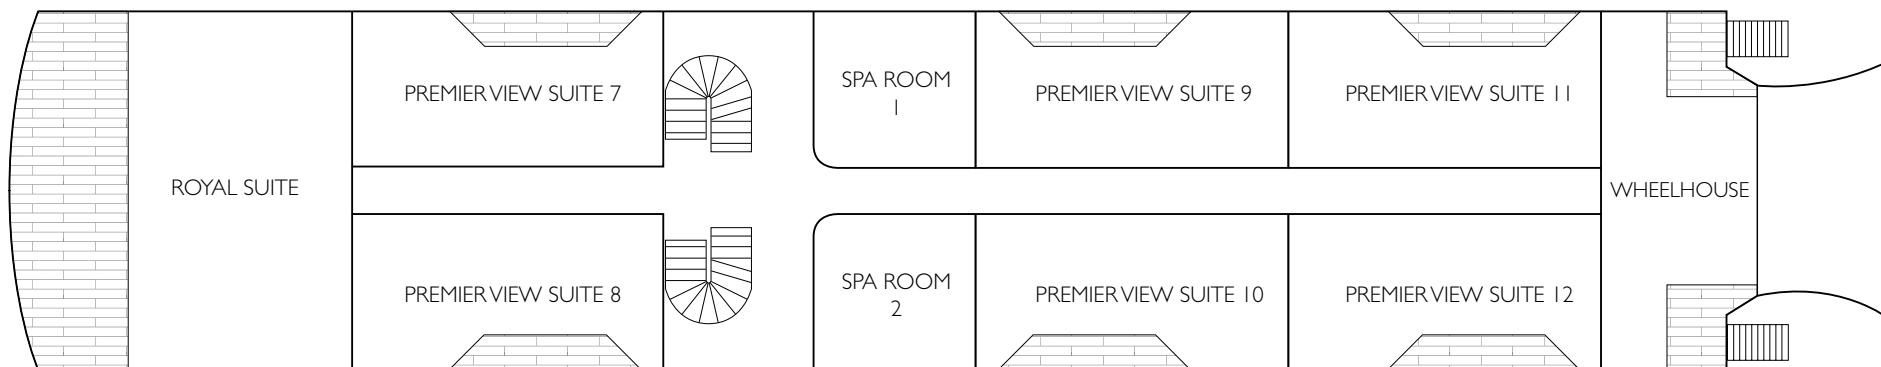 PREMIER VIEW SUITE 7
SPA ROOM
1
PREMIER VIEW SUITE 9
PREMIER VIEW SUITE 11
ROYAL SUITE
WHEELHOUSE
PREMIER VIEW SUITE 8
SPA ROOM
2
PREMIER VIEW SUITE 10
PREMIER VIEW SUITE 12